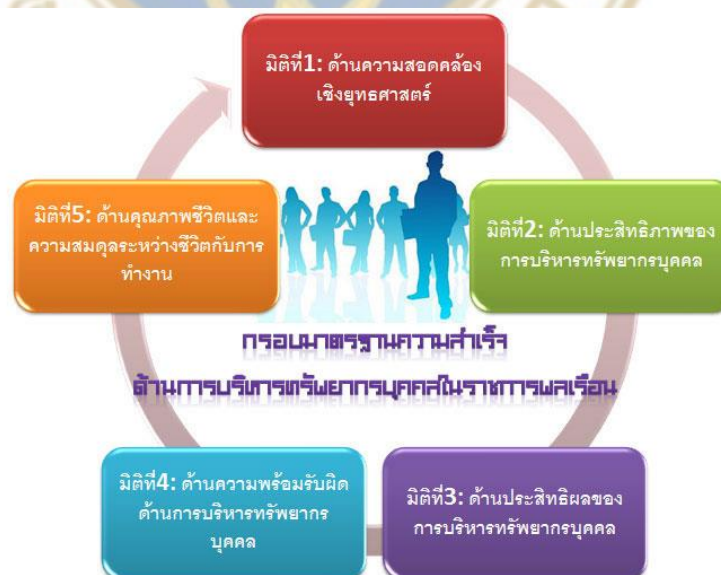 มิติที่1: ด้านความสอดคล้อง
เชิงยุทธศาสตร์
มิติที่2: ด้านประสิทธิภาพของ
การบริหารทรัพยากรบุคคล
มิติที่3: ด้านประสิทธิผลของ
การบริหารทรัพยากรบุคคล
มิติที่4: ด้านความพร้อมรับผิด
ด้านการบริหารทรัพยากร
บุคคล
มิติที่5: ด้านคุณภาพชีวิตและ
ความสมดุลระหว่างชีวิตกับการ
ทำงาน
กรอบมาตรฐานความสำเร็จ
ด้านการบริหารทรัพยากรบุคคลในราชการพลเรือน